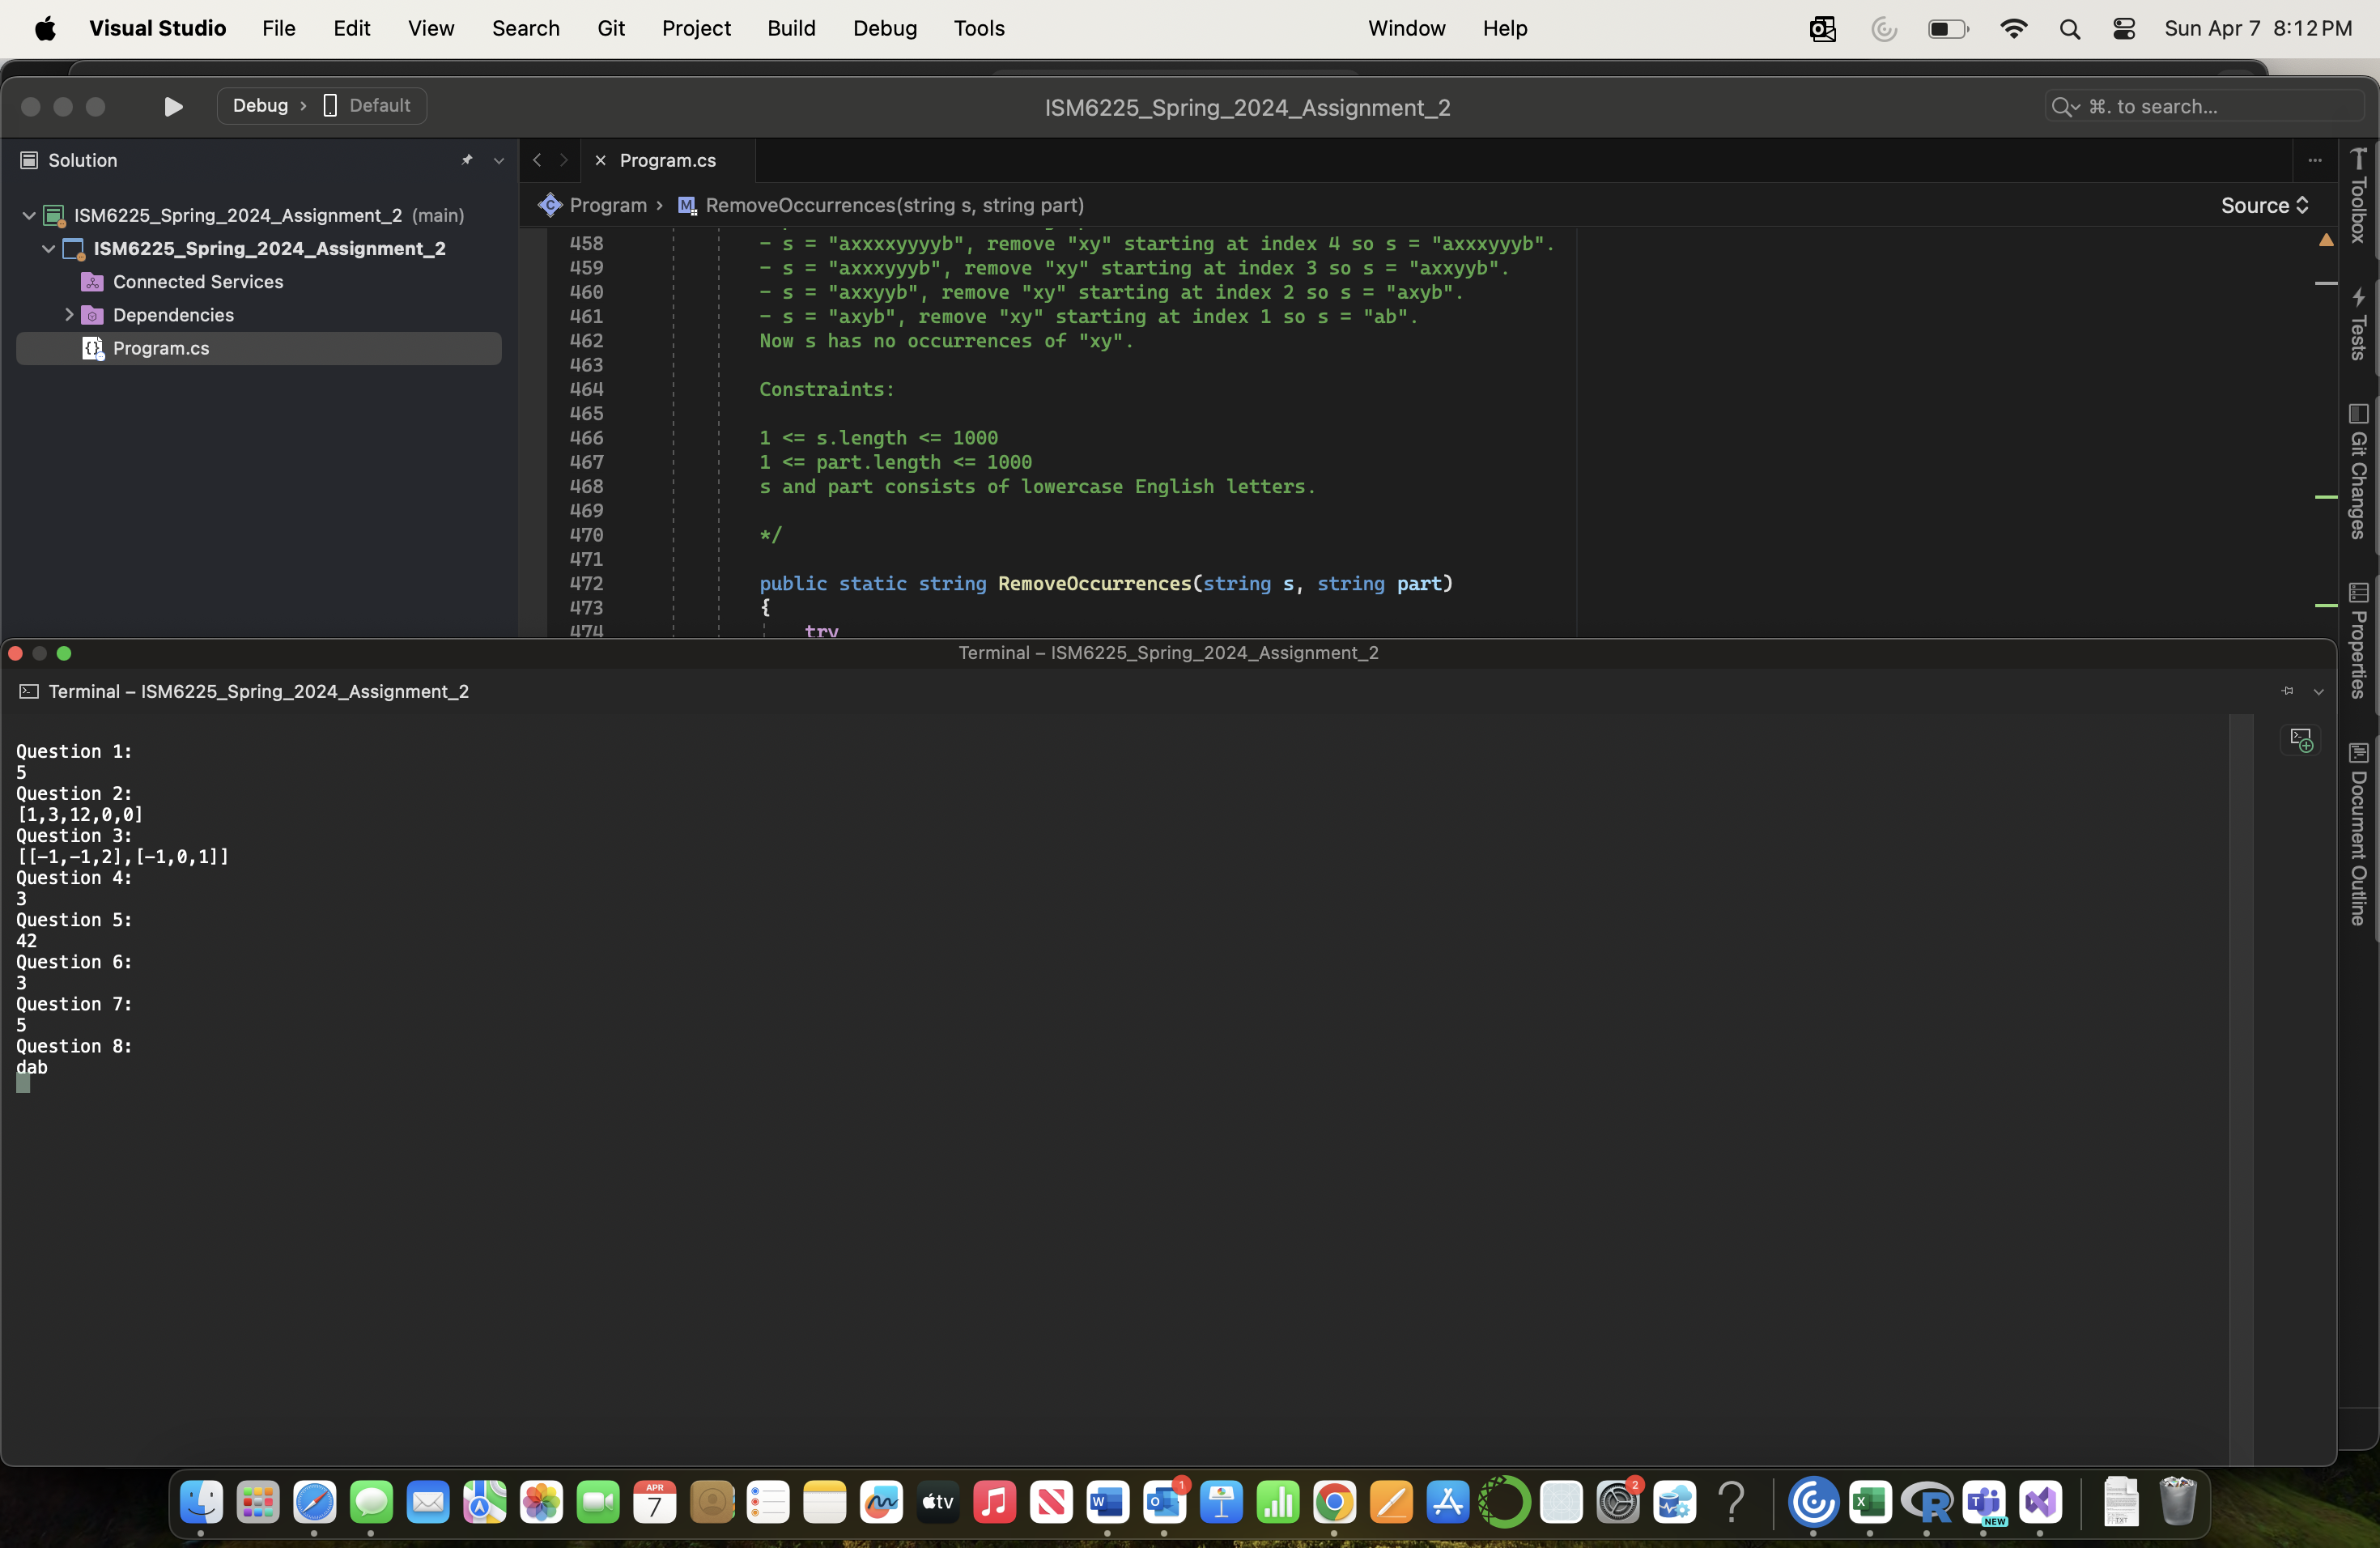 Visual Studio File Edit View Search Git Project Build Debug Tools Window Help Sun Apr 7 8:12 PM
Debug › Default
ISM6225_Spring_2024_Assignment_2
⌘. to search...
Solution
ISM6225_Spring_2024_Assignment_2 (main)
ISM6225_Spring_2024_Assignment_2
Connected Services
Dependencies
Program.cs
Program.cs
Program › RemoveOccurrences(string s, string part)
Source
458 - s = "axxxxyyyyb", remove "xy" starting at index 4 so s = "axxxyyyb".
459 - s = "axxxyyyb", remove "xy" starting at index 3 so s = "axxyyb".
460 - s = "axxyyb", remove "xy" starting at index 2 so s = "axyb".
461 - s = "axyb", remove "xy" starting at index 1 so s = "ab".
462 Now s has no occurrences of "xy".
463
464 Constraints:
465
466 1 <= s.length <= 1000
467 1 <= part.length <= 1000
468 s and part consists of lowercase English letters.
469
470 */
471
472 public static string RemoveOccurrences(string s, string part)
473 {
474 try
Toolbox
Tests
Git Changes
Properties
Document Outline
Terminal – ISM6225_Spring_2024_Assignment_2
Terminal – ISM6225_Spring_2024_Assignment_2
Question 1:
5
Question 2:
[1,3,12,0,0]
Question 3:
[[-1,-1,2],[-1,0,1]]
Question 4:
3
Question 5:
42
Question 6:
3
Question 7:
5
Question 8:
dab
APR
7
tv
W
O
1
2
X
R
T
NEW
TXT